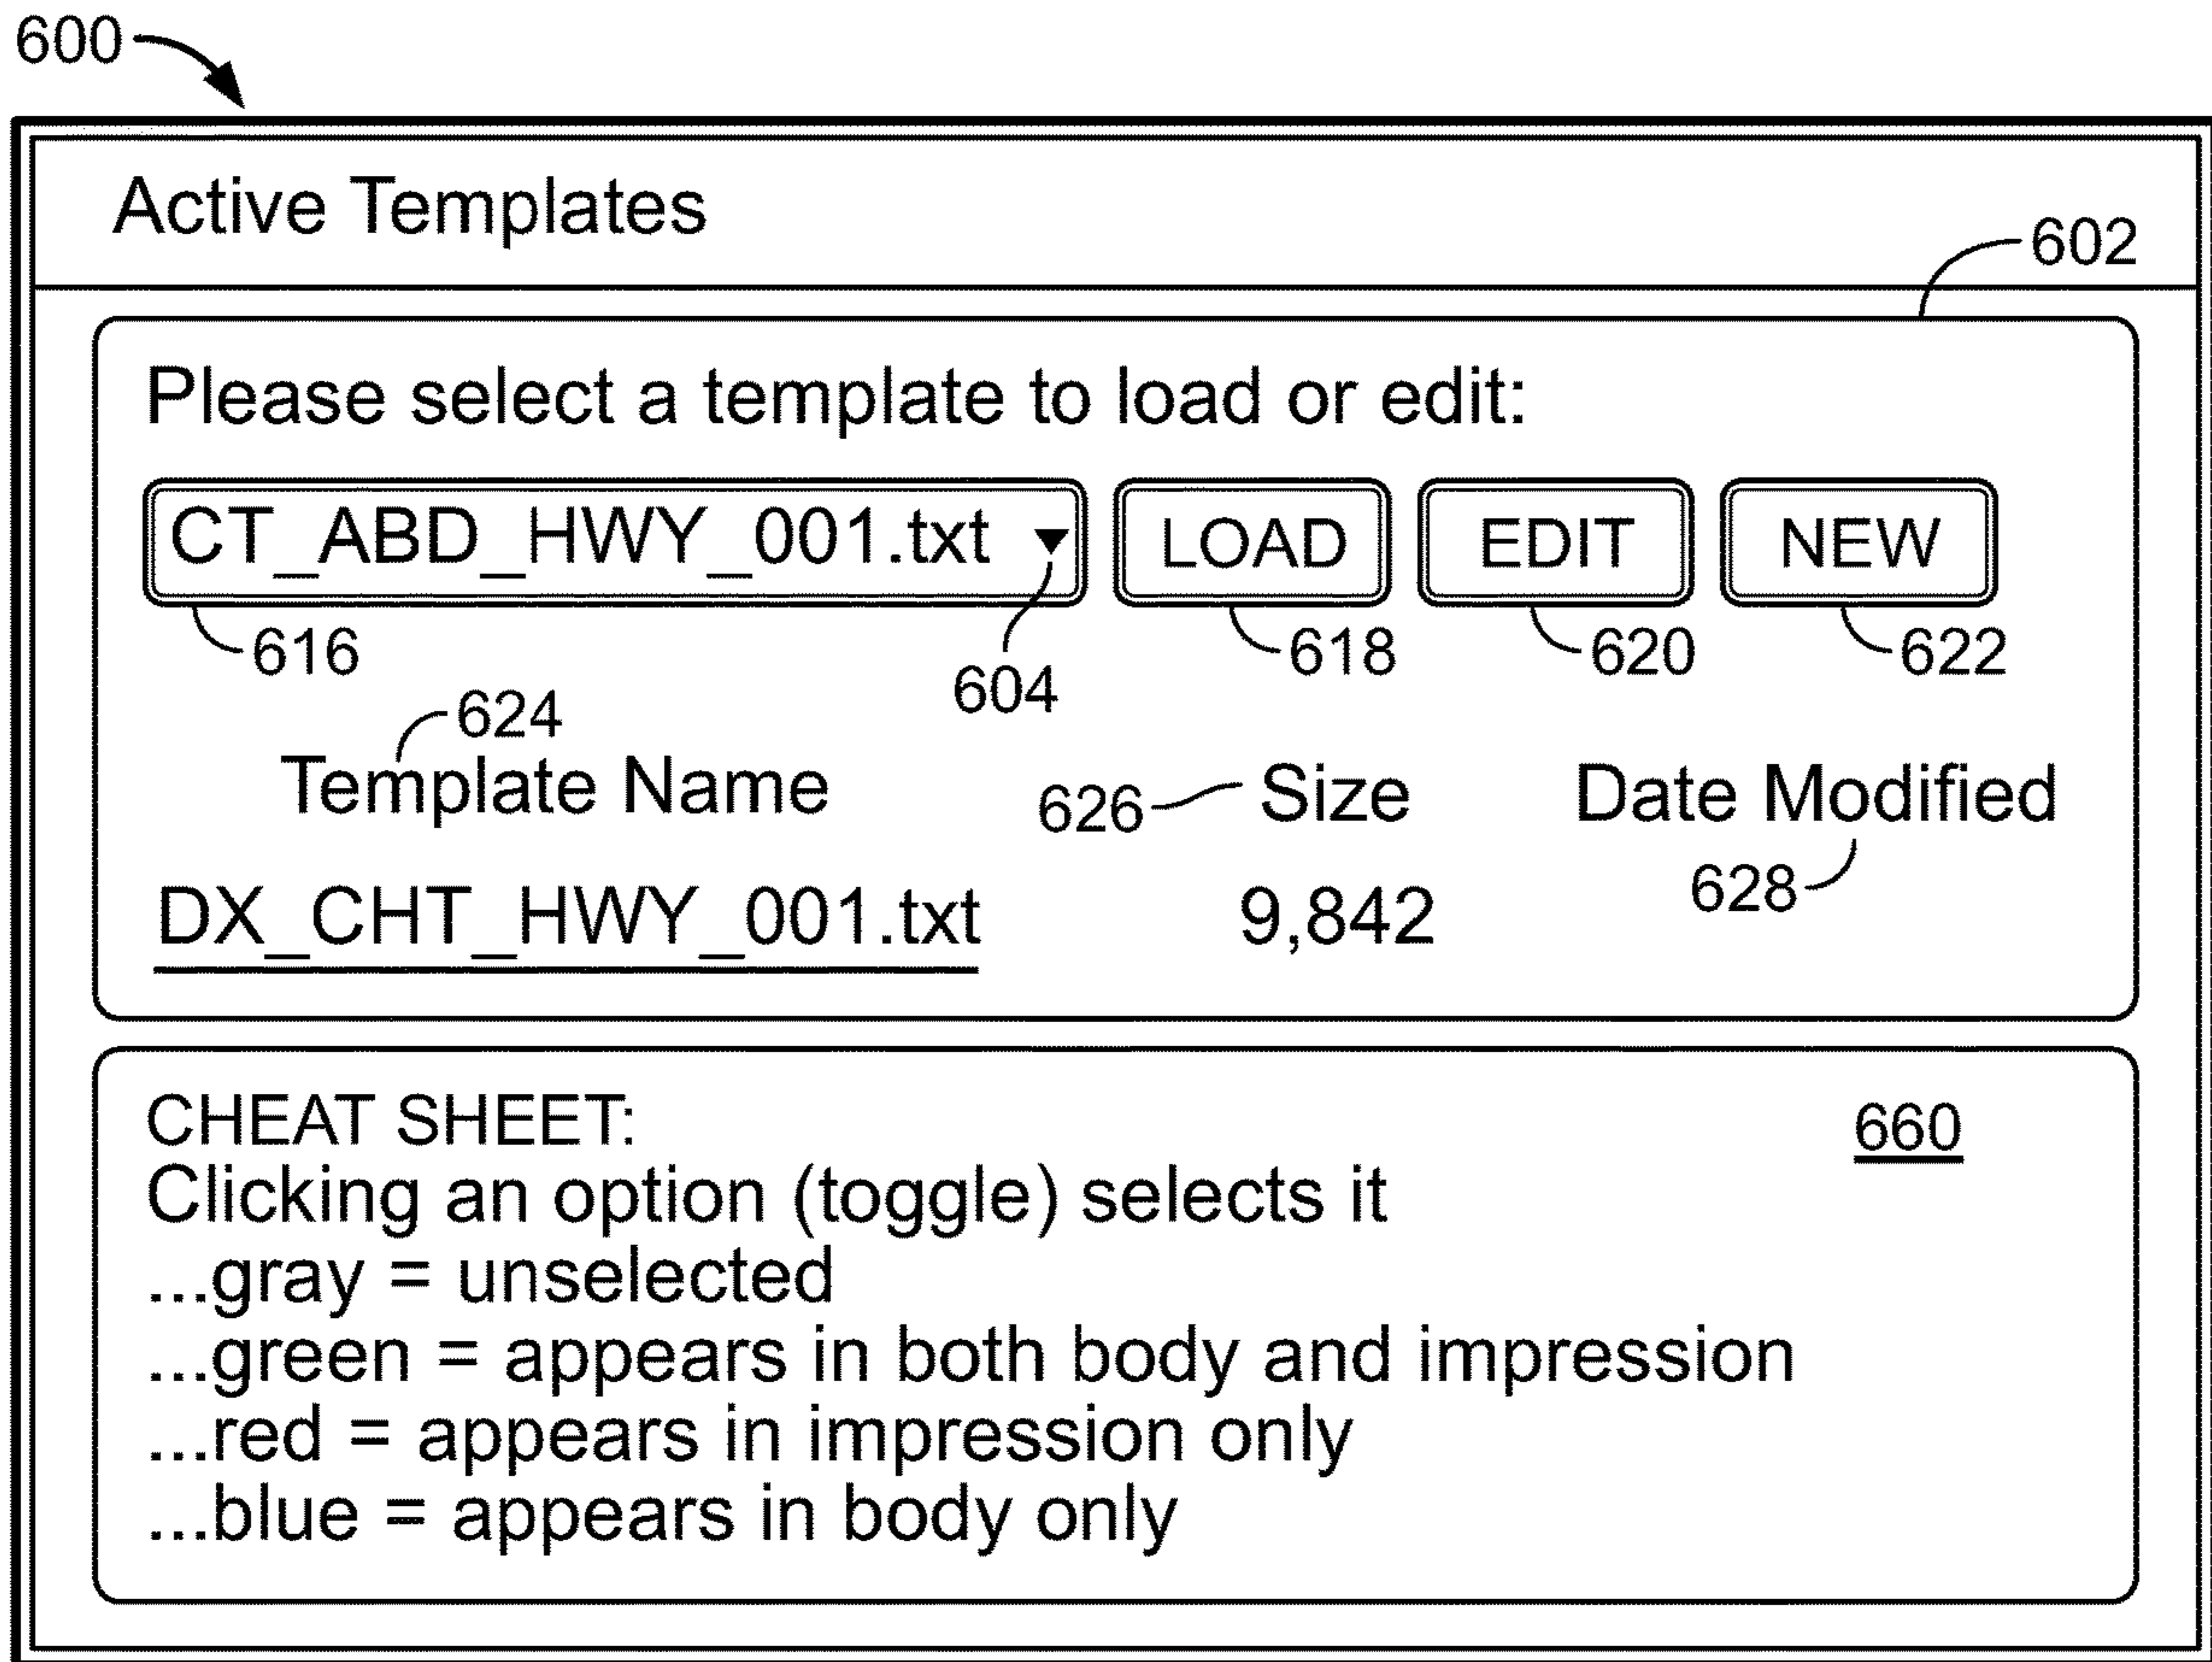 600
Active Templates
602
Please select a template to load or edit:
CT_ABD_HWY_001.txt ▼ LOAD EDIT NEW
616 604 618 620 622
624
Template Name 626 Size Date Modified
628
DX_CHT_HWY_001.txt 9,842
CHEAT SHEET: 660
Clicking an option (toggle) selects it
...gray = unselected
...green = appears in both body and impression
...red = appears in impression only
...blue = appears in body only